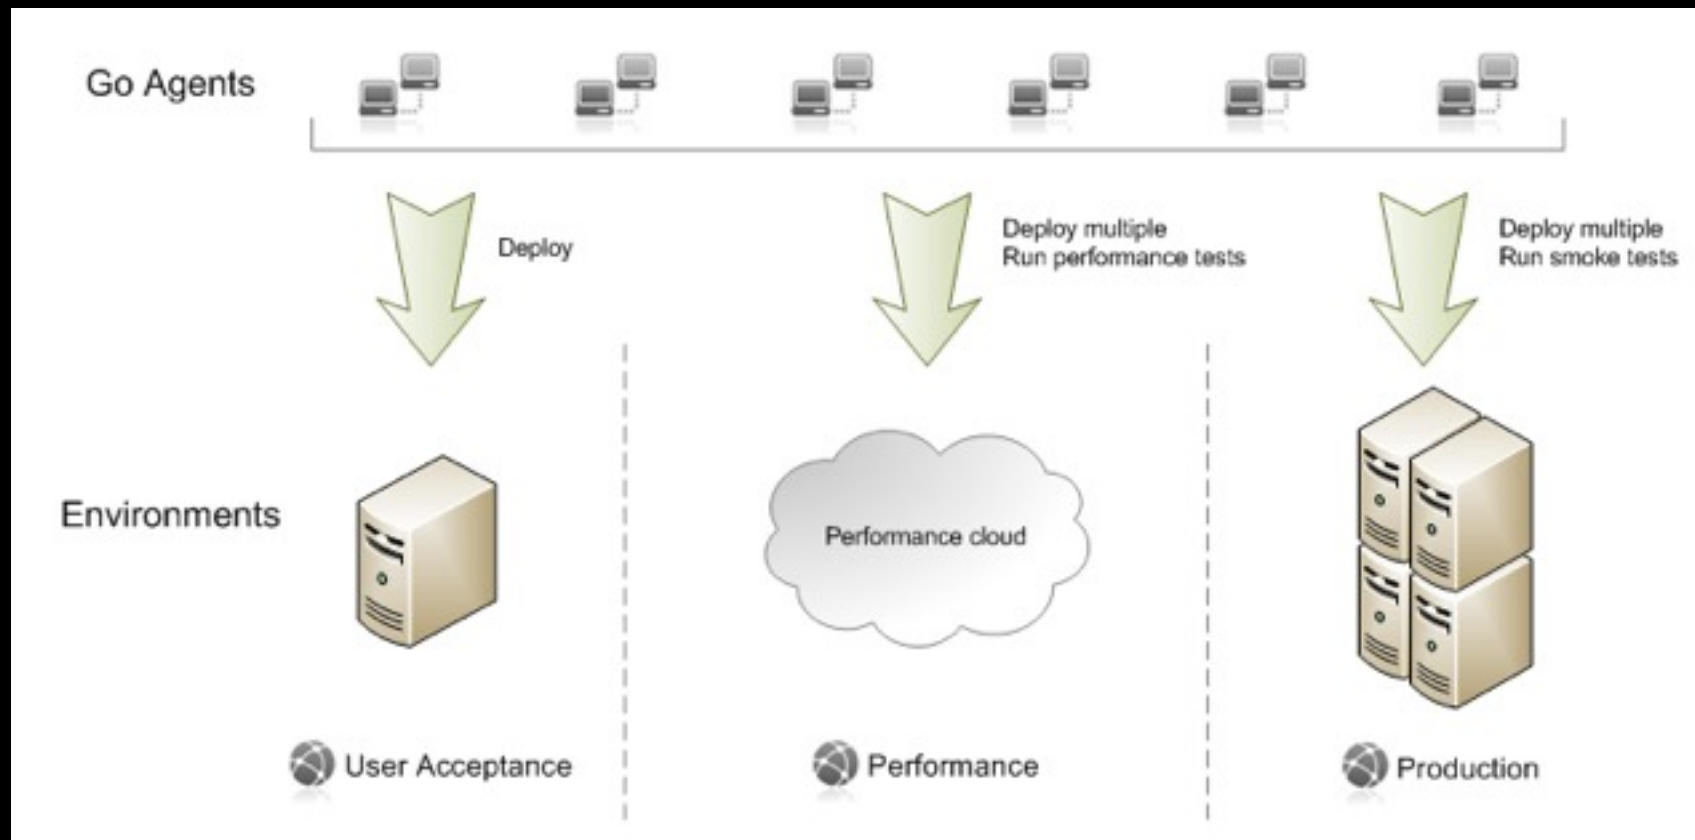 Go Agents
Deploy
Deploy multiple
Run performance tests
Deploy multiple
Run smoke tests
Environments
Performance cloud
User Acceptance
Performance
Production